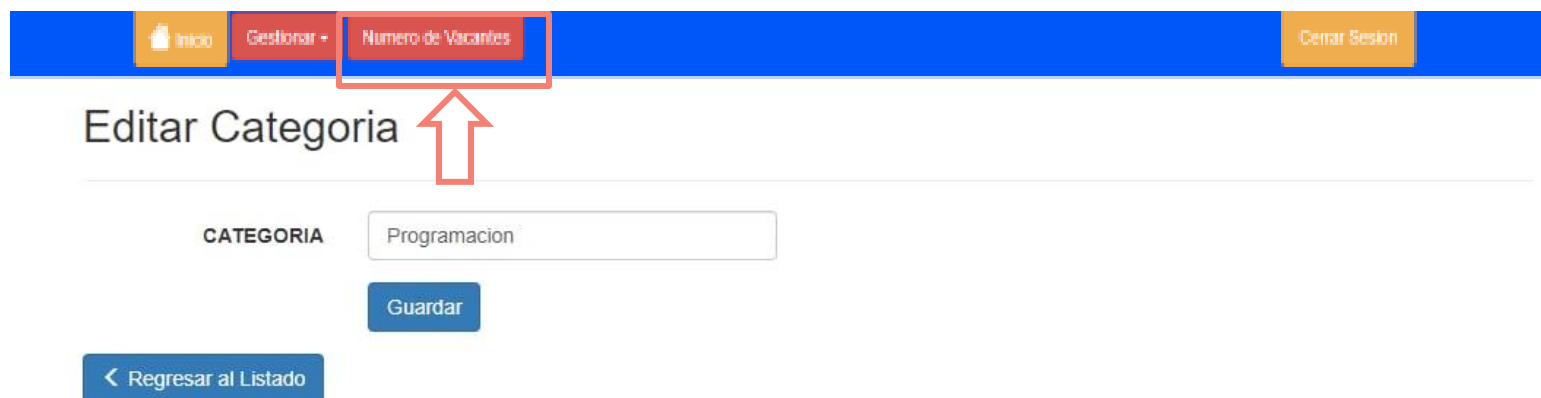 Inicio Gestionar Numero de Vacantes Cerrar Sesion
Editar Categoria
CATEGORIA Programacion
Guardar
Regresar al Listado